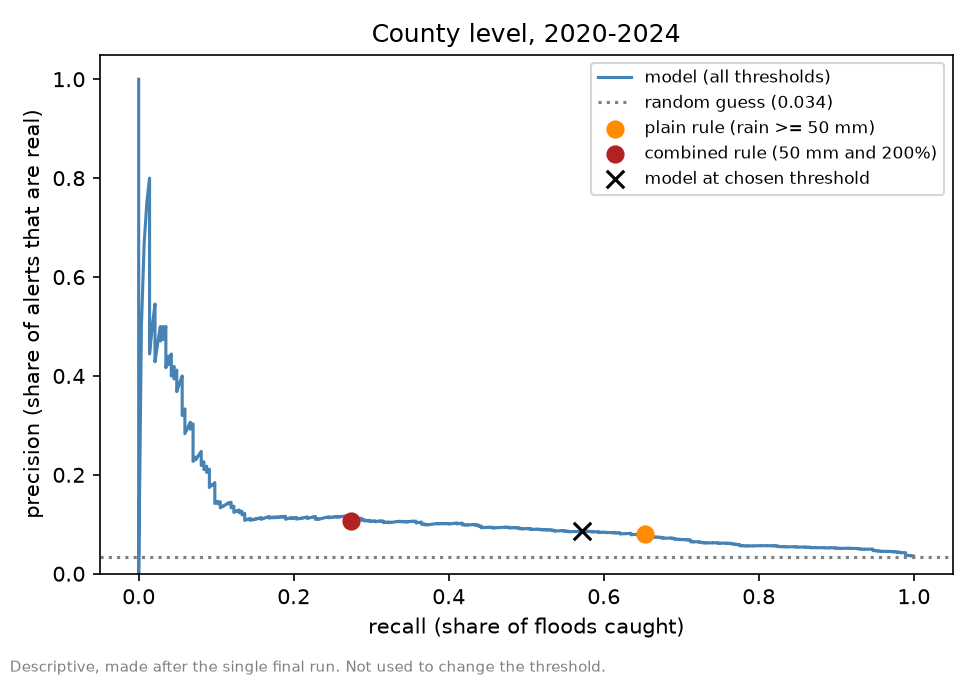 County level, 2020-2024
model (all thresholds)
random guess (0.034)
plain rule (rain >= 50 mm)
combined rule (50 mm and 200%)
model at chosen threshold
precision (share of alerts that are real)
1.0
0.8
0.6
0.4
0.2
0.0
0.0 0.2 0.4 0.6 0.8 1.0
recall (share of floods caught)
Descriptive, made after the single final run. Not used to change the threshold.